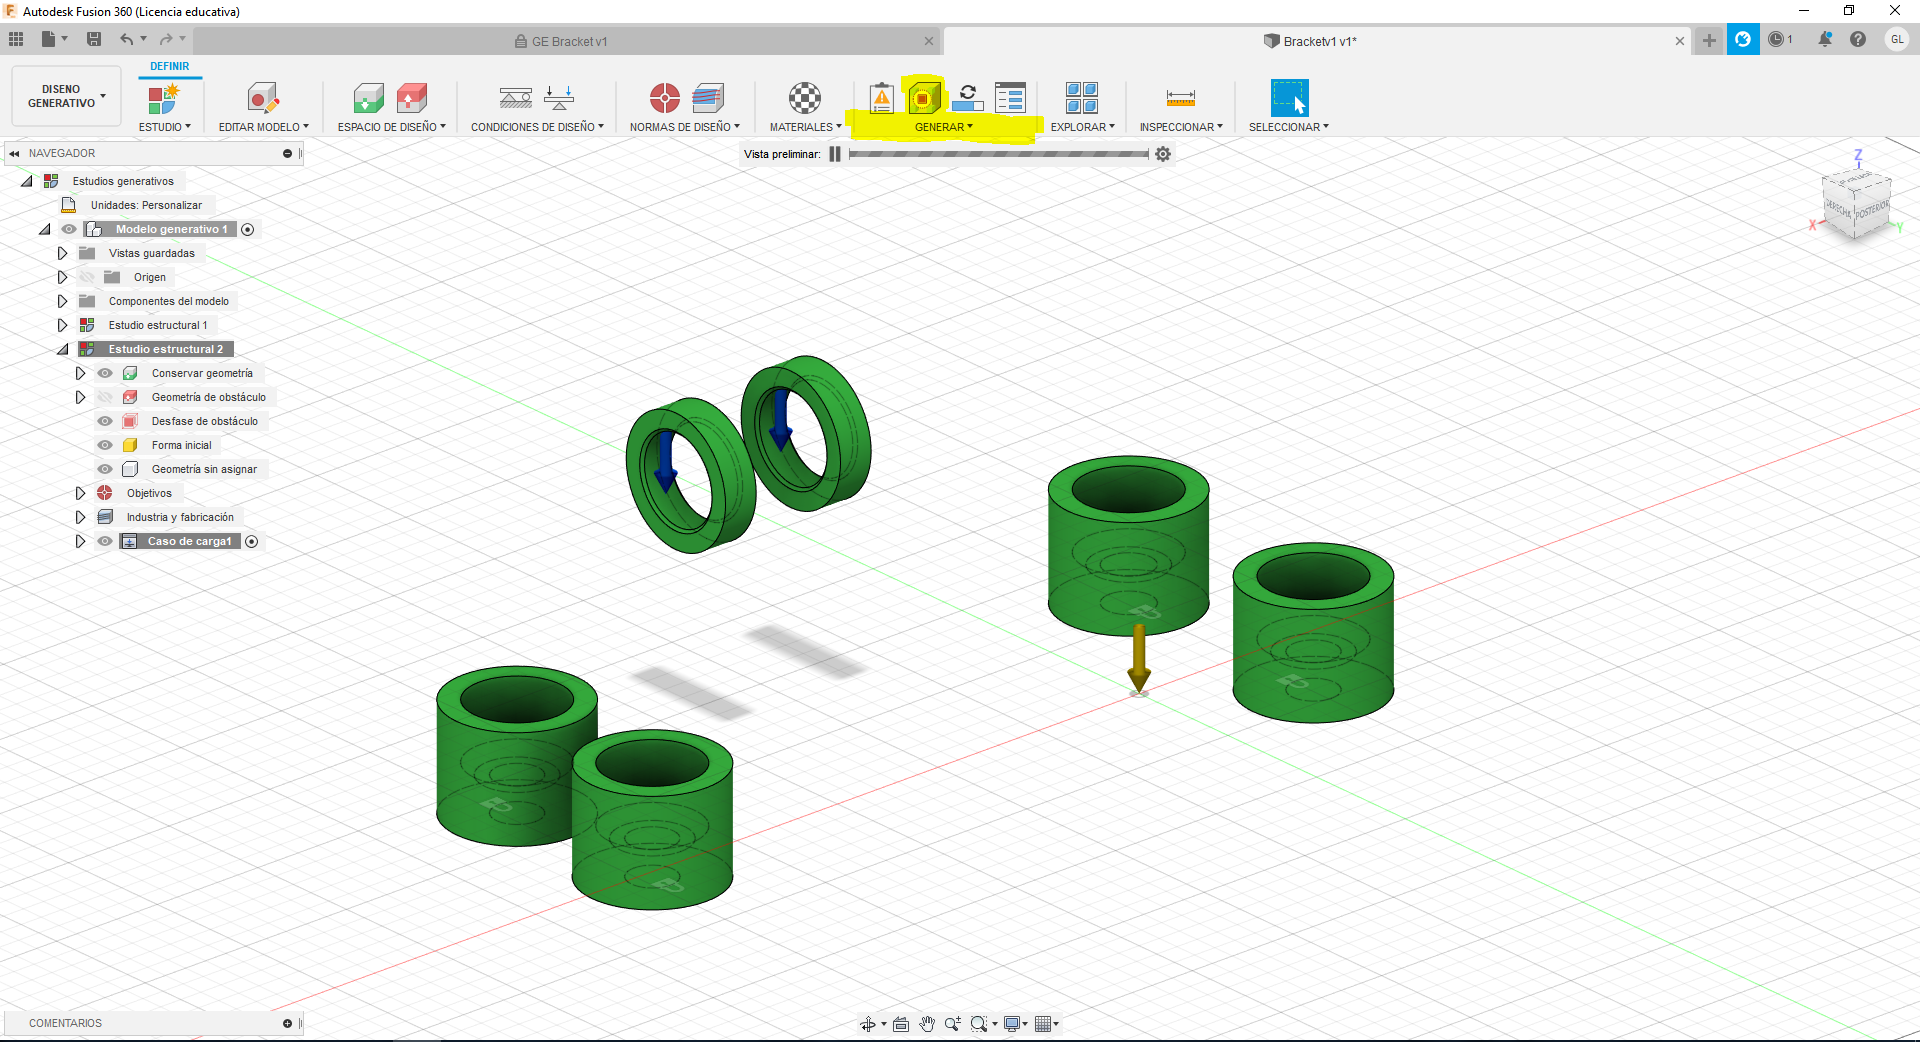 Autodesk Fusion 360 (Licencia educativa)
GE Bracket v1
Bracketv1 v1*
1
GL
DEFINIR
DISEÑO GENERATIVO
ESTUDIO
EDITAR MODELO
ESPACIO DE DISEÑO
CONDICIONES DE DISEÑO
NORMAS DE DISEÑO
MATERIALES
GENERAR
EXPLORAR
INSPECCIONAR
SELECCIONAR
NAVEGADOR
Vista preliminar:
Estudios generativos
Unidades: Personalizar
Modelo generativo 1
Vistas guardadas
Origen
Componentes del modelo
Estudio estructural 1
Estudio estructural 2
Conservar geometría
Geometría de obstáculo
Desfase de obstáculo
Forma inicial
Geometría sin asignar
Objetivos
Industria y fabricación
Caso de carga1
Z
DERECHA
POSTERIOR
X
Y
COMENTARIOS